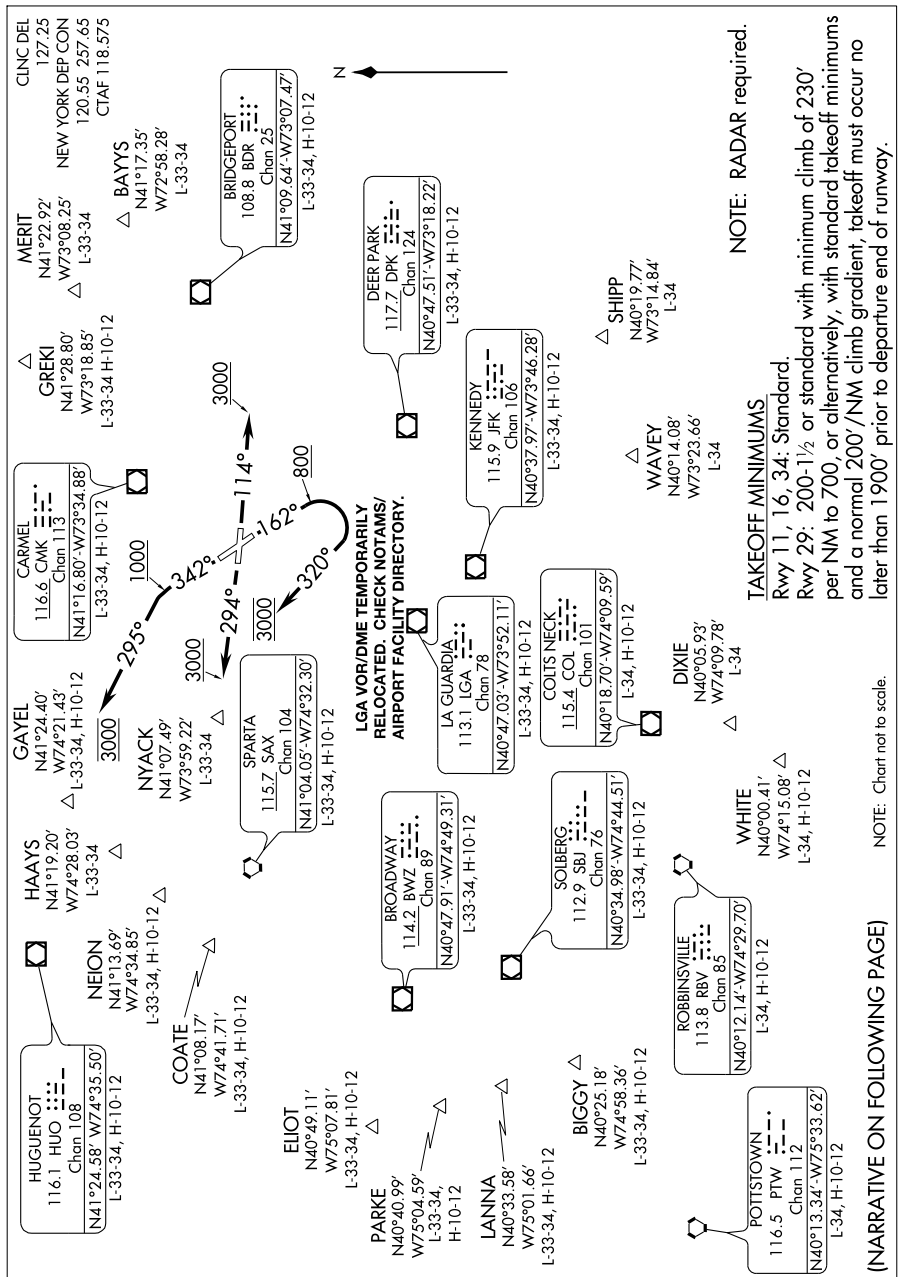 CLNC DEL
127.25
NEW YORK DEP CON
120.55 257.65
CTAF 118.575
HUGUENOT
116.1 HUO
Chan 108
N41°24.58' W74°35.50'
L-33-34, H-10-12
HAAYS
N41°19.20'
W74°28.03'
L-33-34
GAYEL
N41°24.40'
W74°21.43'
L-33-34, H-10-12
CARMEL
116.6 CMK
Chan 113
N41°16.80'-W73°34.88'
L-33-34, H-10-12
GREKI
N41°28.80'
W73°18.85'
L-33-34 H-10-12
MERIT
N41°22.92'
W73°08.25'
L-33-34
BAYYS
N41°17.35'
W72°58.28'
L-33-34
NEION
N41°13.69'
W74°34.85'
L-33-34, H-10-12
COATE
N41°08.17'
W74°41.71'
L-33-34, H-10-12
NYACK
N41°07.49'
W73°59.22'
L-33-34
3000
295°
1000
342°
3000
294°
114°
3000
162°
800
320°
3000
BRIDGEPORT
108.8 BDR
Chan 25
N41°09.64'-W73°07.47'
L-33-34, H-10-12
N
SPARTA
115.7 SAX
Chan 104
N41°04.05'-W74°32.30'
L-33-34, H-10-12
LGA VOR/DME TEMPORARILY
RELOCATED. CHECK NOTAMS/
AIRPORT FACILITY DIRECTORY.
ELIOT
N40°49.11'
W75°07.81'
L-33-34, H-10-12
PARKE
N40°40.99'
W75°04.59'
L-33-34,
H-10-12
BROADWAY
114.2 BWZ
Chan 89
N40°47.91'-W74°49.31'
L-33-34, H-10-12
LA GUARDIA
113.1 LGA
Chan 78
N40°47.03'-W73°52.11'
L-33-34, H-10-12
DEER PARK
117.7 DPK
Chan 124
N40°47.51'-W73°18.22'
L-33-34, H-10-12
KENNEDY
115.9 JFK
Chan 106
N40°37.97'-W73°46.28'
L-33-34, H-10-12
LANNA
N40°33.58'
W75°01.66'
L-33-34, H-10-12
SOLBERG
112.9 SBJ
Chan 76
N40°34.98'-W74°44.51'
L-33-34, H-10-12
COLTS NECK
115.4 COL
Chan 101
N40°18.70'-W74°09.59'
L-34, H-10-12
BIGGY
N40°25.18'
W74°58.36'
L-33-34, H-10-12
SHIPP
N40°19.77'
W73°14.84'
L-34
WAVEY
N40°14.08'
W73°23.66'
L-34
DIXIE
N40°05.93'
W74°09.78'
L-34
WHITE
N40°00.41'
W74°15.08'
L-34, H-10-12
ROBBINSVILLE
113.8 RBV
Chan 85
N40°12.14'-W74°29.70'
L-34, H-10-12
POTTSTOWN
116.5 PTW
Chan 112
N40°13.34'-W75°33.62'
L-34, H-10-12
NOTE: RADAR required.
TAKEOFF MINIMUMS
Rwy 11, 16, 34: Standard.
Rwy 29: 200-1½ or standard with minimum climb of 230'
per NM to 700, or alternatively, with standard takeoff minimums
and a normal 200'/NM climb gradient, takeoff must occur no
later than 1900' prior to departure end of runway.
(NARRATIVE ON FOLLOWING PAGE)
NOTE: Chart not to scale.